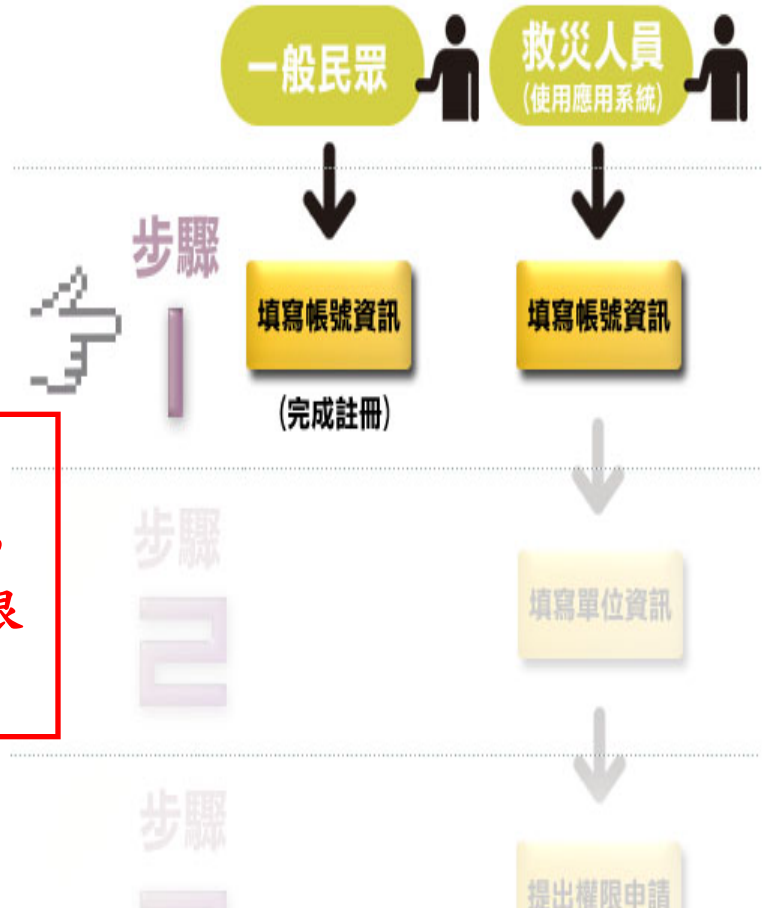 一般民眾
救災人員
(使用應用系統)
步驟
1
填寫帳號資訊
填寫帳號資訊
(完成註冊)
步驟
2
填寫單位資訊
步驟
提出權限申請